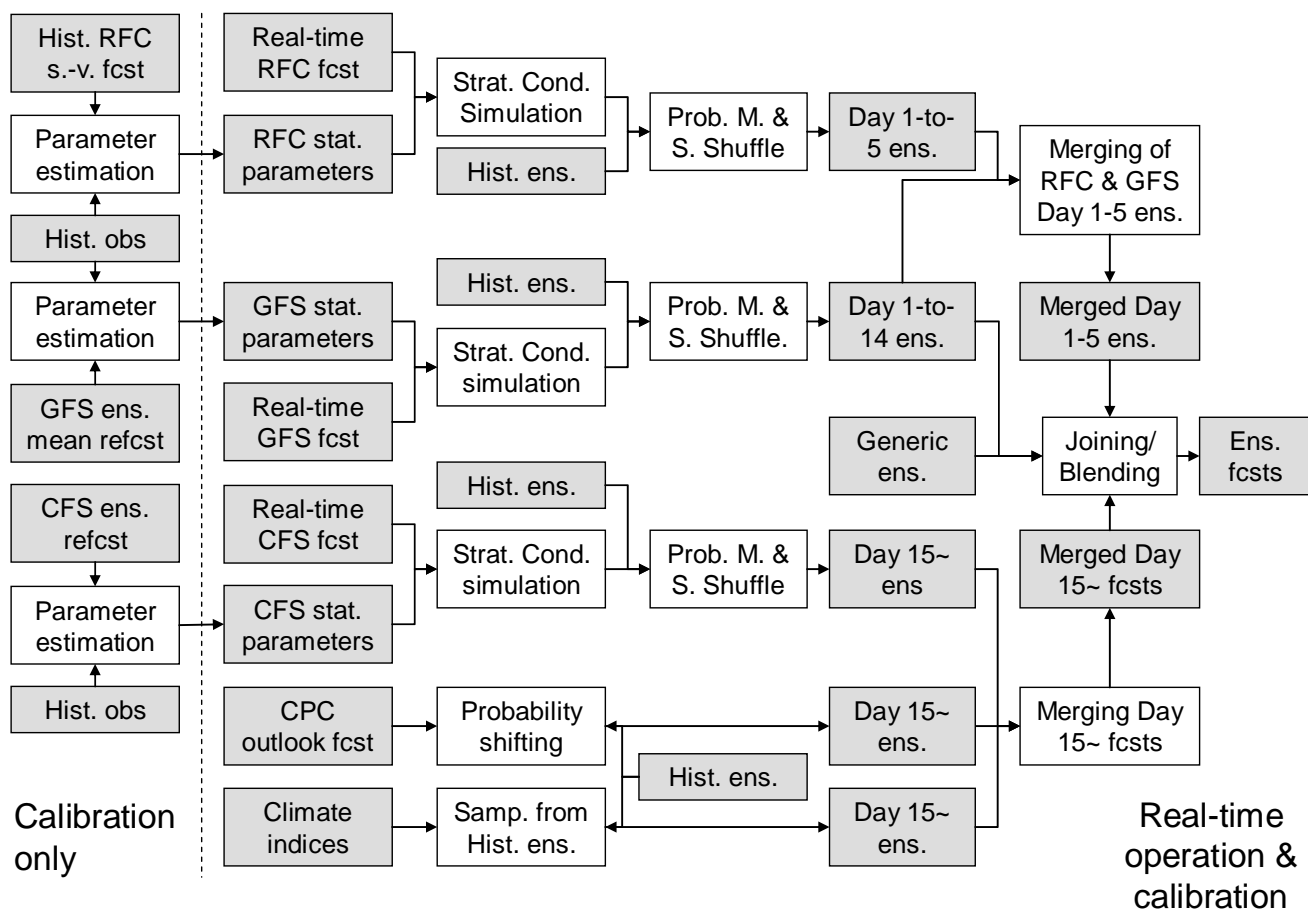 Hist. RFC
s.-v. fcst
Parameter
estimation
Hist. obs
Parameter
estimation
GFS ens.
mean refcst
CFS ens.
refcst
Parameter
estimation
Hist. obs
Calibration
only
Real-time
RFC fcst
RFC stat.
parameters
GFS stat.
parameters
Real-time
GFS fcst
Real-time
CFS fcst
CFS stat.
parameters
CPC
outlook fcst
Climate
indices
Strat. Cond.
Simulation
Hist. ens.
Hist. ens.
Strat. Cond.
simulation
Hist. ens.
Strat. Cond.
simulation
Probability
shifting
Samp. from
Hist. ens.
Prob. M. &
S. Shuffle
Prob. M. &
S. Shuffle.
Prob. M. &
S. Shuffle
Hist. ens.
Day 1-to-
5 ens.
Day 1-to-
14 ens.
Generic
ens.
Day 15~
ens
Day 15~
ens.
Day 15~
ens.
Merging of
RFC & GFS
Day 1-5 ens.
Merged Day
1-5 ens.
Joining/
Blending
Ens.
fcsts
Merged Day
15~ fcsts
Merging Day
15~ fcsts
Real-time
operation &
calibration